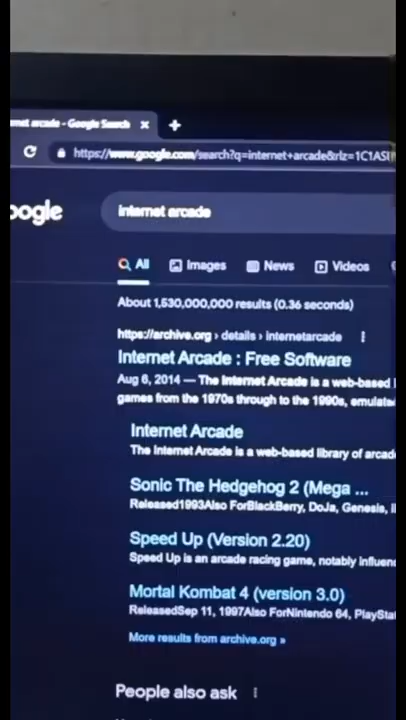 arcade - Google Search
https://www.google.com/search?q=internet+arcade&rlz=1C1AS
oogle
internet arcade
All Images News Videos
About 1,530,000,000 results (0.36 seconds)
https://archive.org › details › internetarcade
Internet Arcade : Free Software
Aug 6, 2014 — The Internet Arcade is a web-based
games from the 1970s through to the 1990s, emulate
Internet Arcade
The Internet Arcade is a web-based library of arcad
Sonic The Hedgehog 2 (Mega ...
Released1993Also ForBlackBerry, DoJa, Genesis,
Speed Up (Version 2.20)
Speed Up is an arcade racing game, notably influen
Mortal Kombat 4 (version 3.0)
ReleasedSep 11, 1997Also ForNintendo 64, PlaySta
More results from archive.org »
People also ask